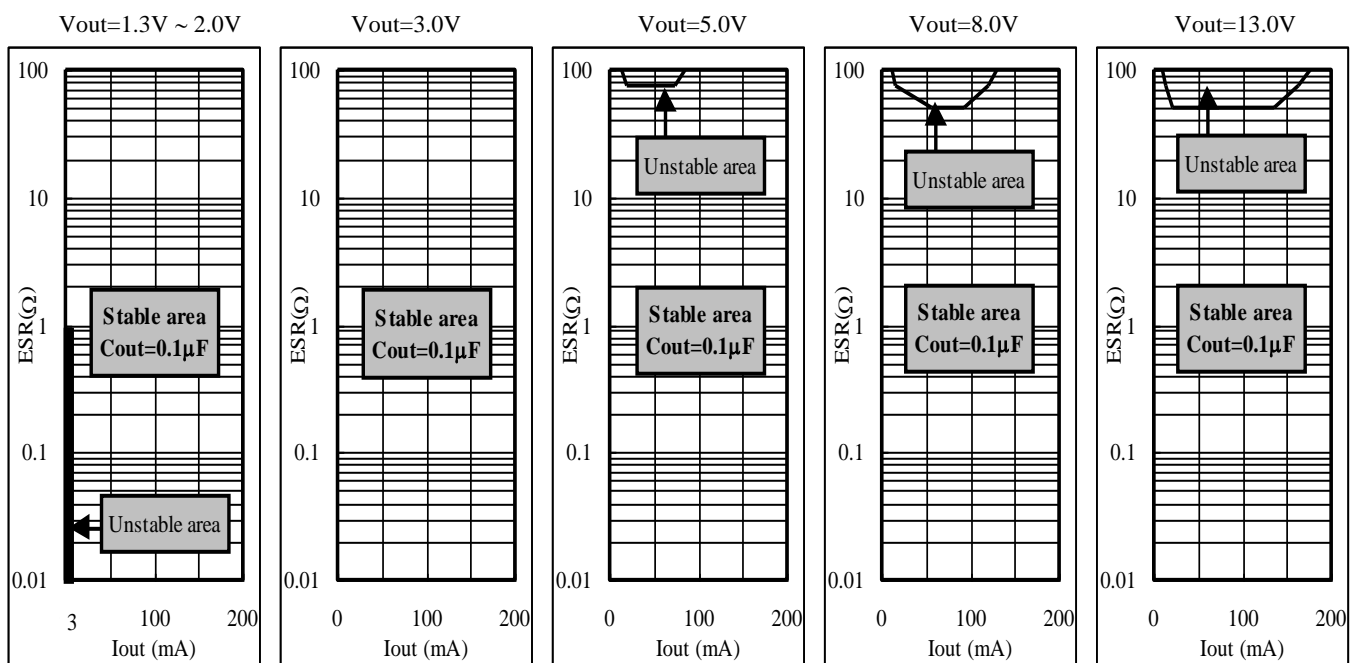 Vout=1.3V ~ 2.0V
100
10
1
0.1
0.01
ESR(Ω)
Stable area
Cout=0.1µF
Unstable area
3
100
200
Iout (mA)
Vout=3.0V
100
10
1
0.1
0.01
ESR(Ω)
Stable area
Cout=0.1µF
0
100
200
Iout (mA)
Vout=5.0V
100
Unstable area
10
1
0.1
0.01
ESR(Ω)
Stable area
Cout=0.1µF
0
100
200
Iout (mA)
Vout=8.0V
100
Unstable area
10
1
0.1
0.01
ESR(Ω)
Stable area
Cout=0.1µF
0
100
200
Iout (mA)
Vout=13.0V
100
Unstable area
10
1
0.1
0.01
ESR(Ω)
Stable area
Cout=0.1µF
0
100
200
Iout (mA)